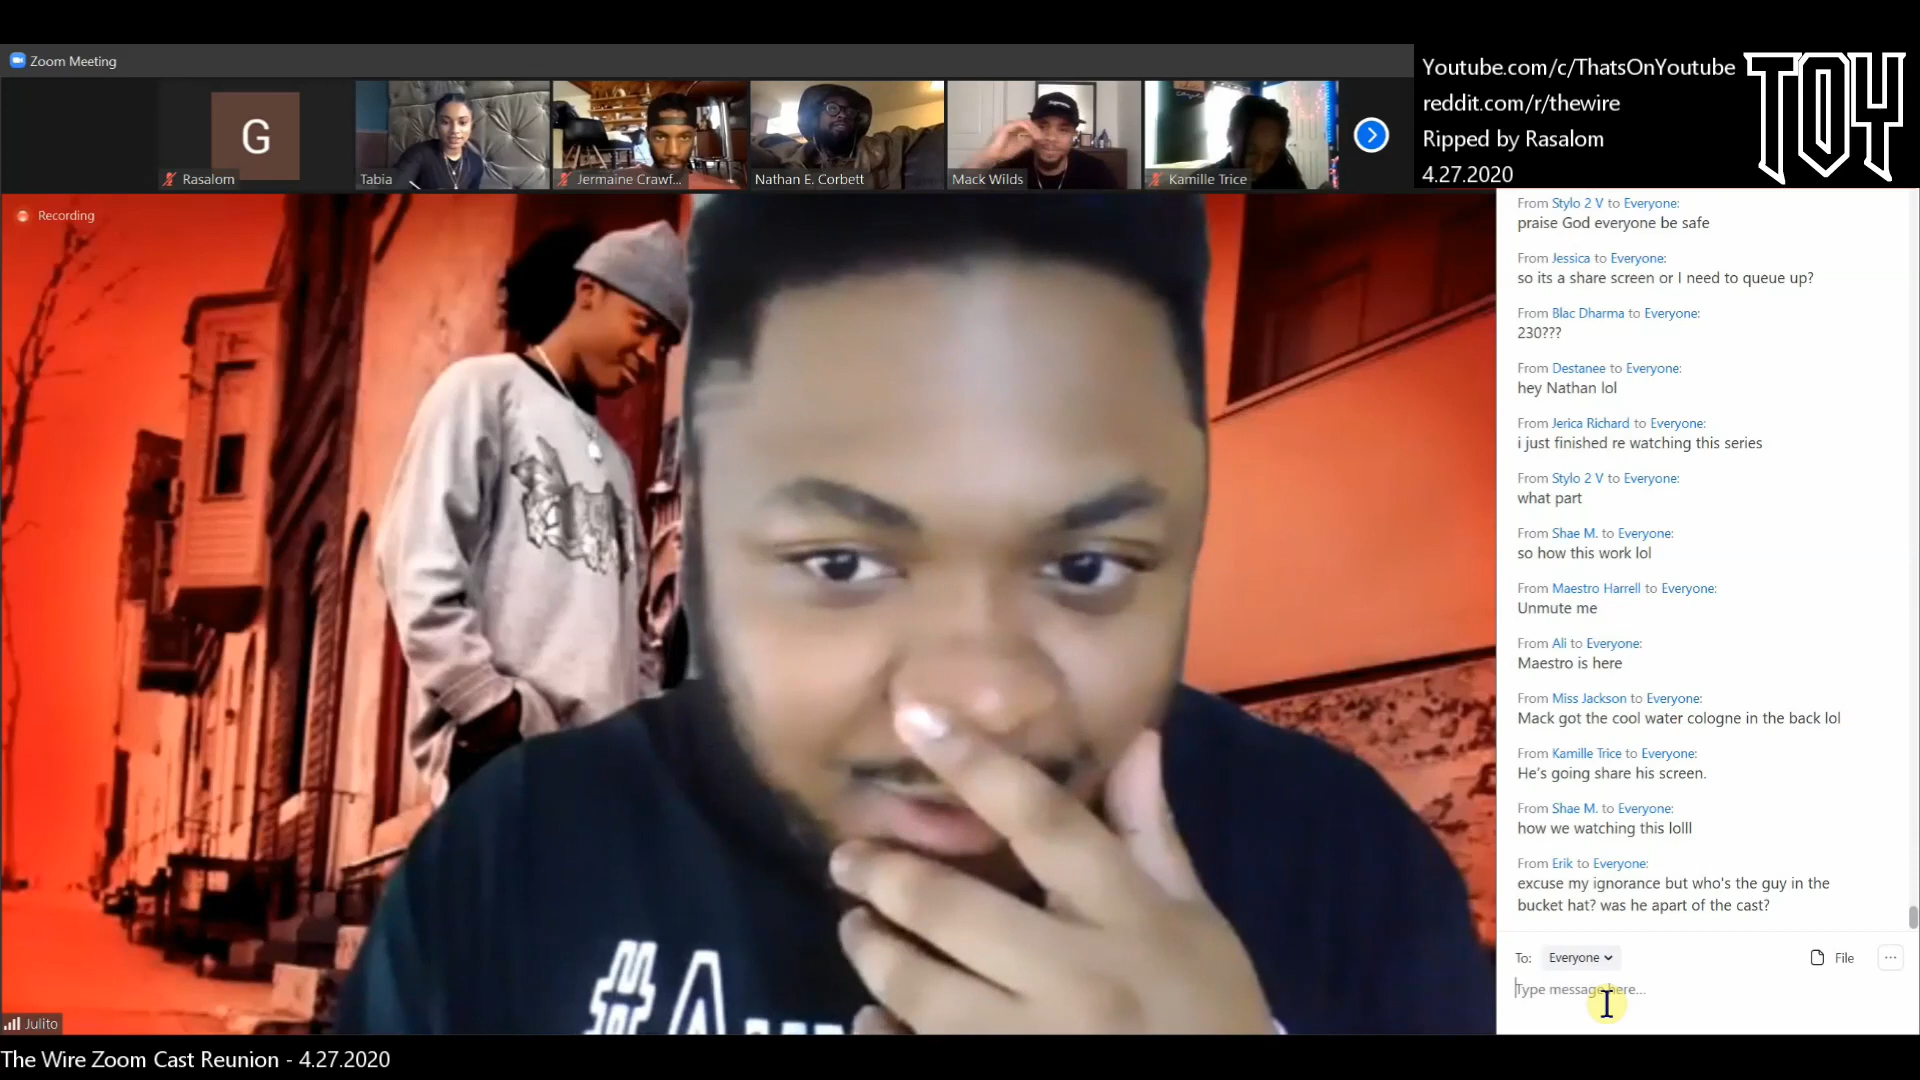 Zoom Meeting
Youtube.com/c/ThatsOnYoutube
reddit.com/r/thewire
Ripped by Rasalom
4.27.2020
TOY
G
Rasalom
Tabia
Jermaine Crawf...
Nathan E. Corbett
Mack Wilds
Kamille Trice
Recording
From Stylo 2 V to Everyone:
praise God everyone be safe
From Jessica to Everyone:
so its a share screen or I need to queue up?
From Blac Dharma to Everyone:
230???
From Destanee to Everyone:
hey Nathan lol
From Jerica Richard to Everyone:
i just finished re watching this series
From Stylo 2 V to Everyone:
what part
From Shae M. to Everyone:
so how this work lol
From Maestro Harrell to Everyone:
Unmute me
From Ali to Everyone:
Maestro is here
From Miss Jackson to Everyone:
Mack got the cool water cologne in the back lol
From Kamille Trice to Everyone:
He's going share his screen.
From Shae M. to Everyone:
how we watching this lolll
From Erik to Everyone:
excuse my ignorance but who's the guy in the
bucket hat? was he apart of the cast?
To: Everyone
File
Type message here...
Julito
The Wire Zoom Cast Reunion - 4.27.2020